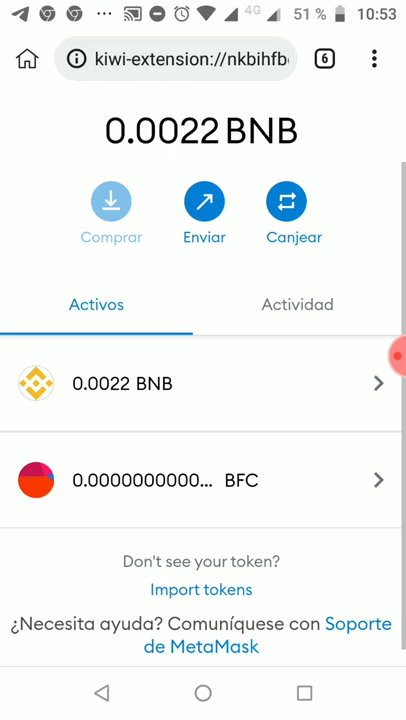 4G 51 % 10:53
kiwi-extension://nkbihfb
6
0.0022 BNB
Comprar Enviar Canjear
Activos Actividad
0.0022 BNB
0.0000000000... BFC
Don't see your token?
Import tokens
¿Necesita ayuda? Comuníquese con Soporte
de MetaMask